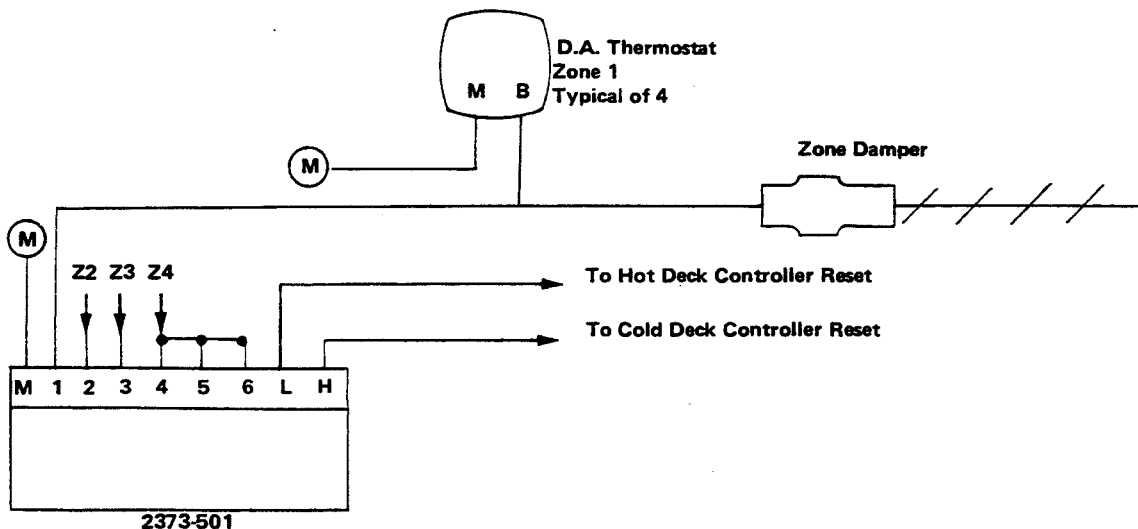 D.A. Thermostat
Zone 1
Typical of 4
M B
Zone Damper
M
M
Z2 Z3 Z4
To Hot Deck Controller Reset
To Cold Deck Controller Reset
M 1 2 3 4 5 6 L H
2373-501